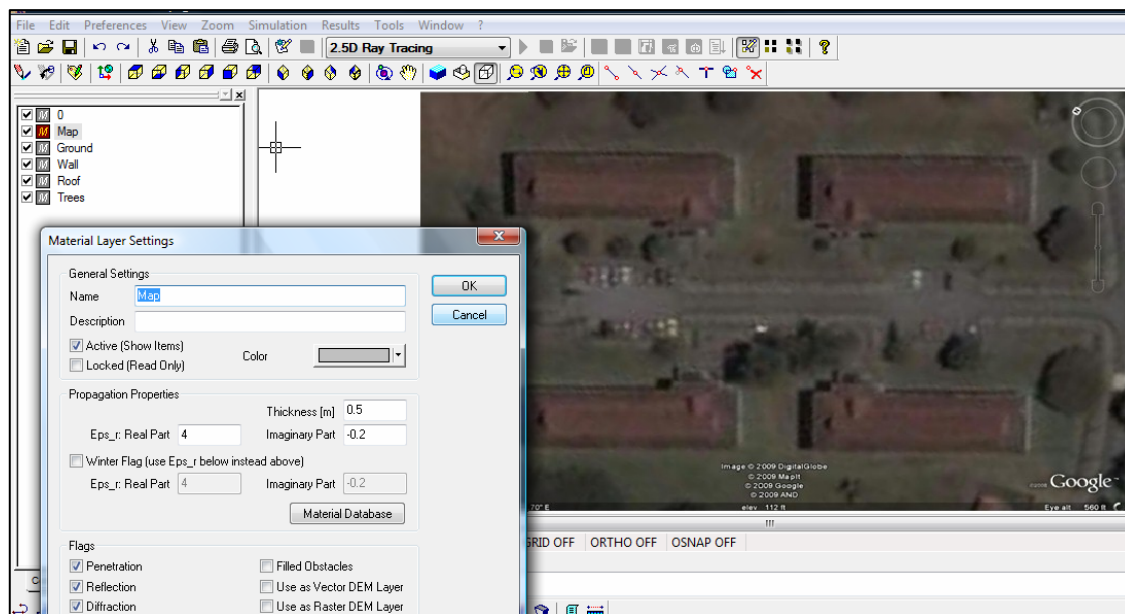 File Edit Preferences View Zoom Simulation Results Tools Window ?
2.5D Ray Tracing
0
Map
Ground
Wall
Roof
Trees
Material Layer Settings
General Settings
Name Map
OK
Description
Cancel
Active (Show Items)
Color
Locked (Read Only)
Propagation Properties
Thickness [m] 0.5
Eps_r: Real Part 4 Imaginary Part -0.2
Winter Flag (use Eps_r below instead above)
Eps_r: Real Part 4 Imaginary Part -0.2
Material Database
Flags
Penetration Filled Obstacles
Reflection Use as Vector DEM Layer
Diffraction Use as Raster DEM Layer
Image © 2009 DigitalGlobe
© 2009 MapIt
© 2009 Google
© 2009 AND
Google
70° E elev 112 ft Eye alt 560 ft
GRID OFF ORTHO OFF OSNAP OFF